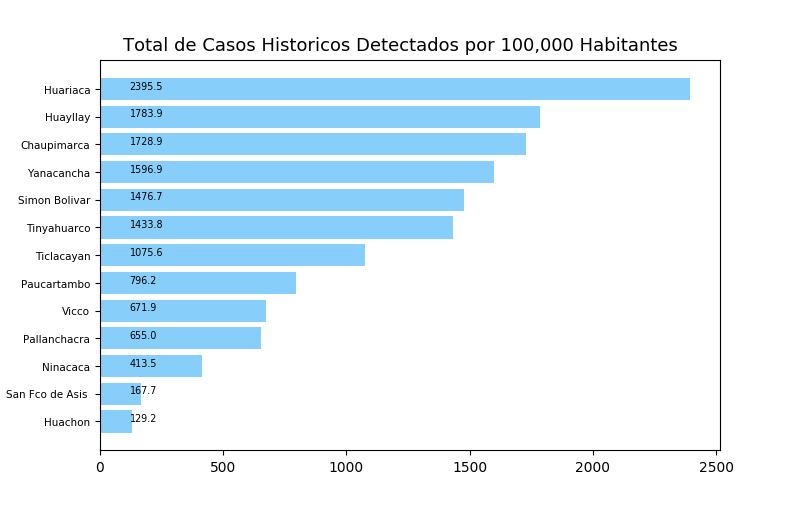 Total de Casos Historicos Detectados por 100,000 Habitantes
Huariaca 2395.5
Huayllay 1783.9
Chaupimarca 1728.9
Yanacancha 1596.9
Simon Bolivar 1476.7
Tinyahuarco 1433.8
Ticlacayan 1075.6
Paucartambo 796.2
Vicco 671.9
Pallanchacra 655.0
Ninacaca 413.5
San Fco de Asis 167.7
Huachon 129.2
0 500 1000 1500 2000 2500